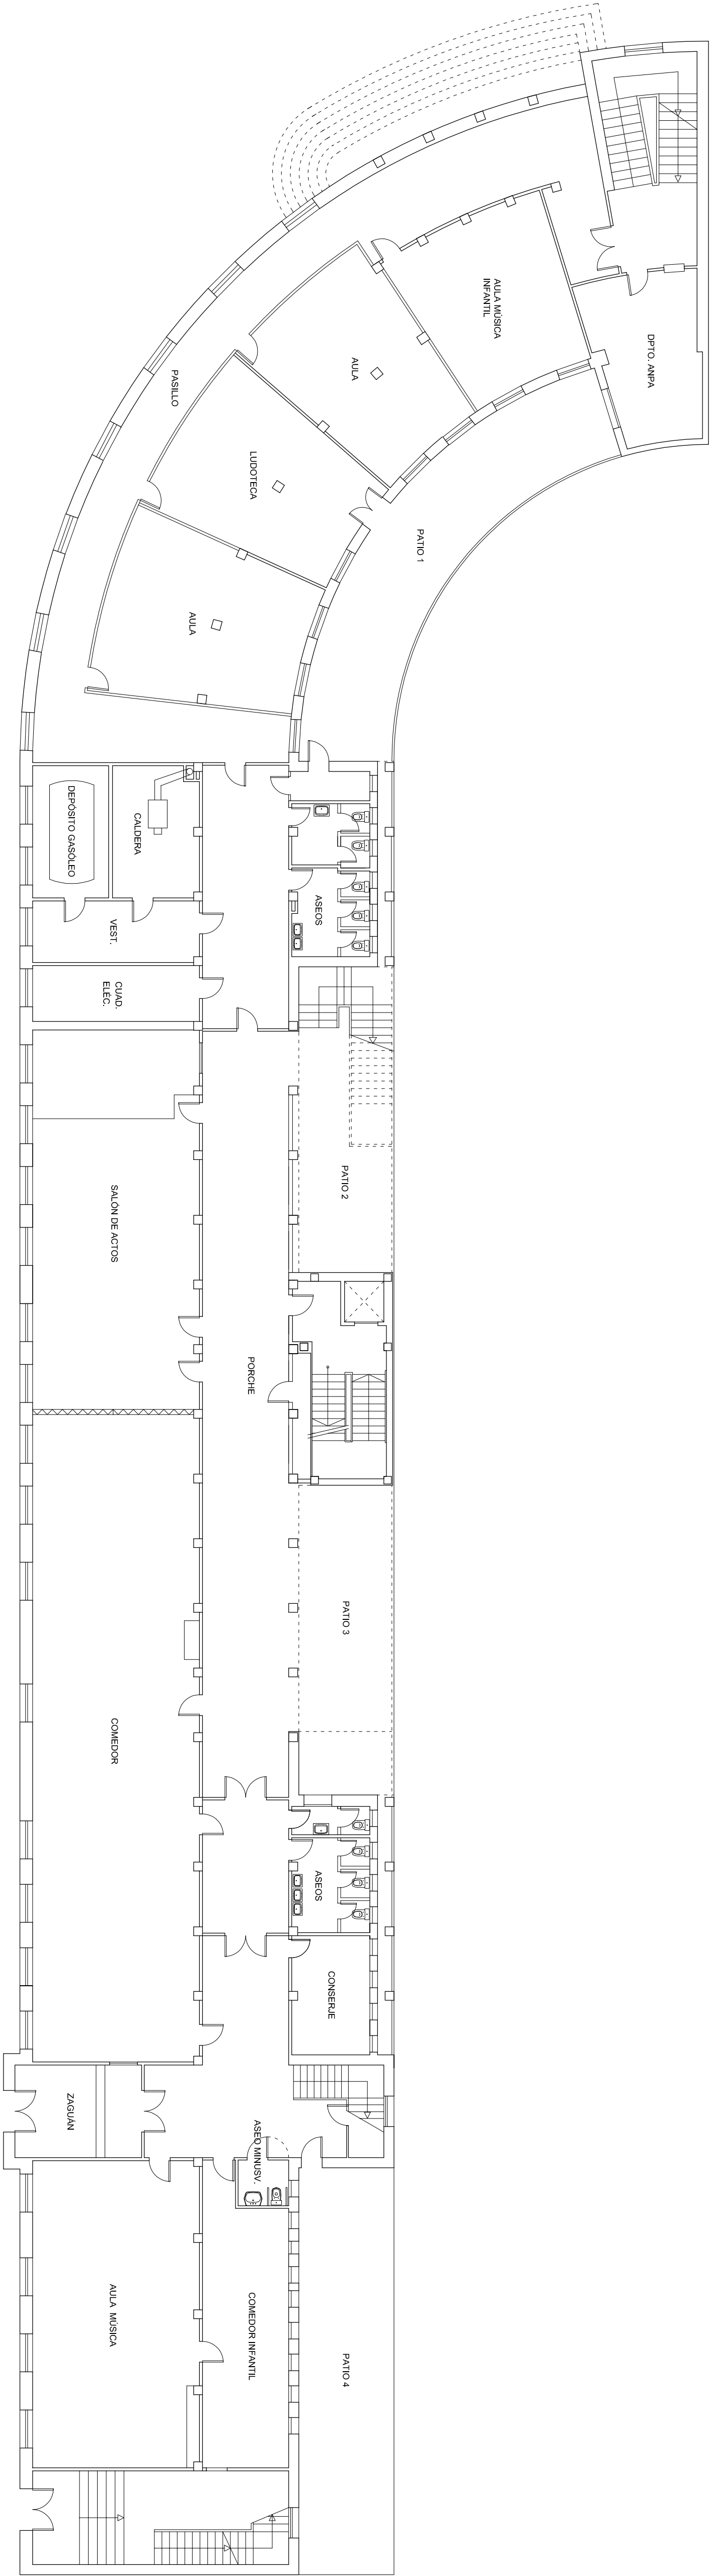 AULA MÚSICA
INFANTIL
DPTO. ANPA
AULA
PASILLO
LUDOTECA
PATIO 1
AULA
DEPÓSITO GASÓLEO
CALDERA
ASEOS
VEST.
CUAD.
ELÉC.
PATIO 2
SALÓN DE ACTOS
PORCHE
PATIO 3
COMEDOR
ASEOS
CONSERJE
ZAGUÁN
ASEO MINUSV.
AULA MÚSICA
COMEDOR INFANTIL
PATIO 4